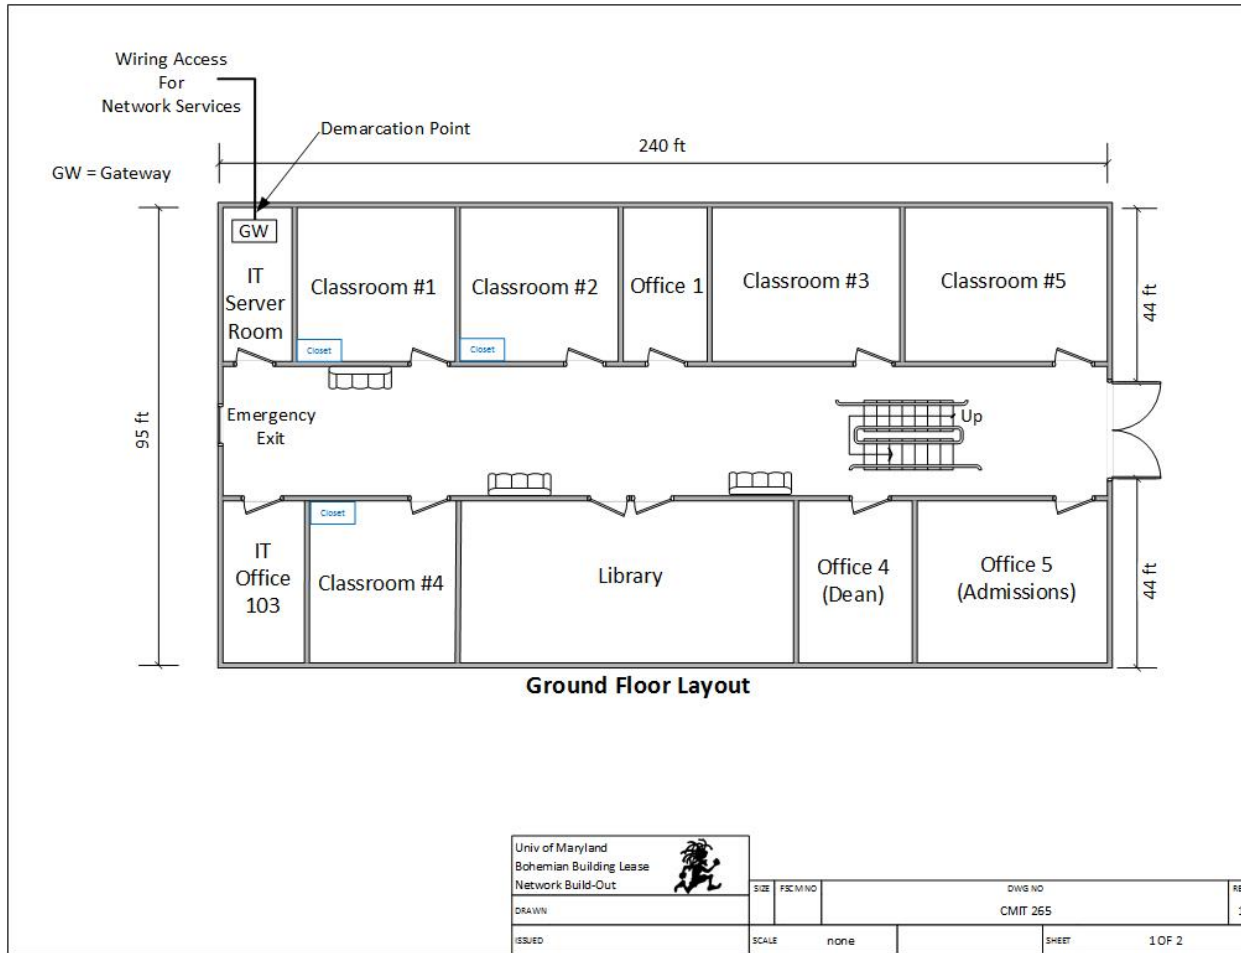 Wiring Access
For
Network Services
Demarcation Point
240 ft
GW = Gateway
GW
IT
Server
Room
Classroom #1
Classroom #2
Office 1
Classroom #3
Classroom #5
44 ft
Closet
Closet
95 ft
Emergency
Exit
Up
Closet
IT
Office
103
Classroom #4
Library
Office 4
(Dean)
Office 5
(Admissions)
44 ft
Ground Floor Layout
Univ of Maryland
Bohemian Building Lease
Network Build-Out
SIZE
FSCM NO
DWG NO
CMIT 265
DRAWN
ISSUED
SCALE
none
SHEET
1 OF 2